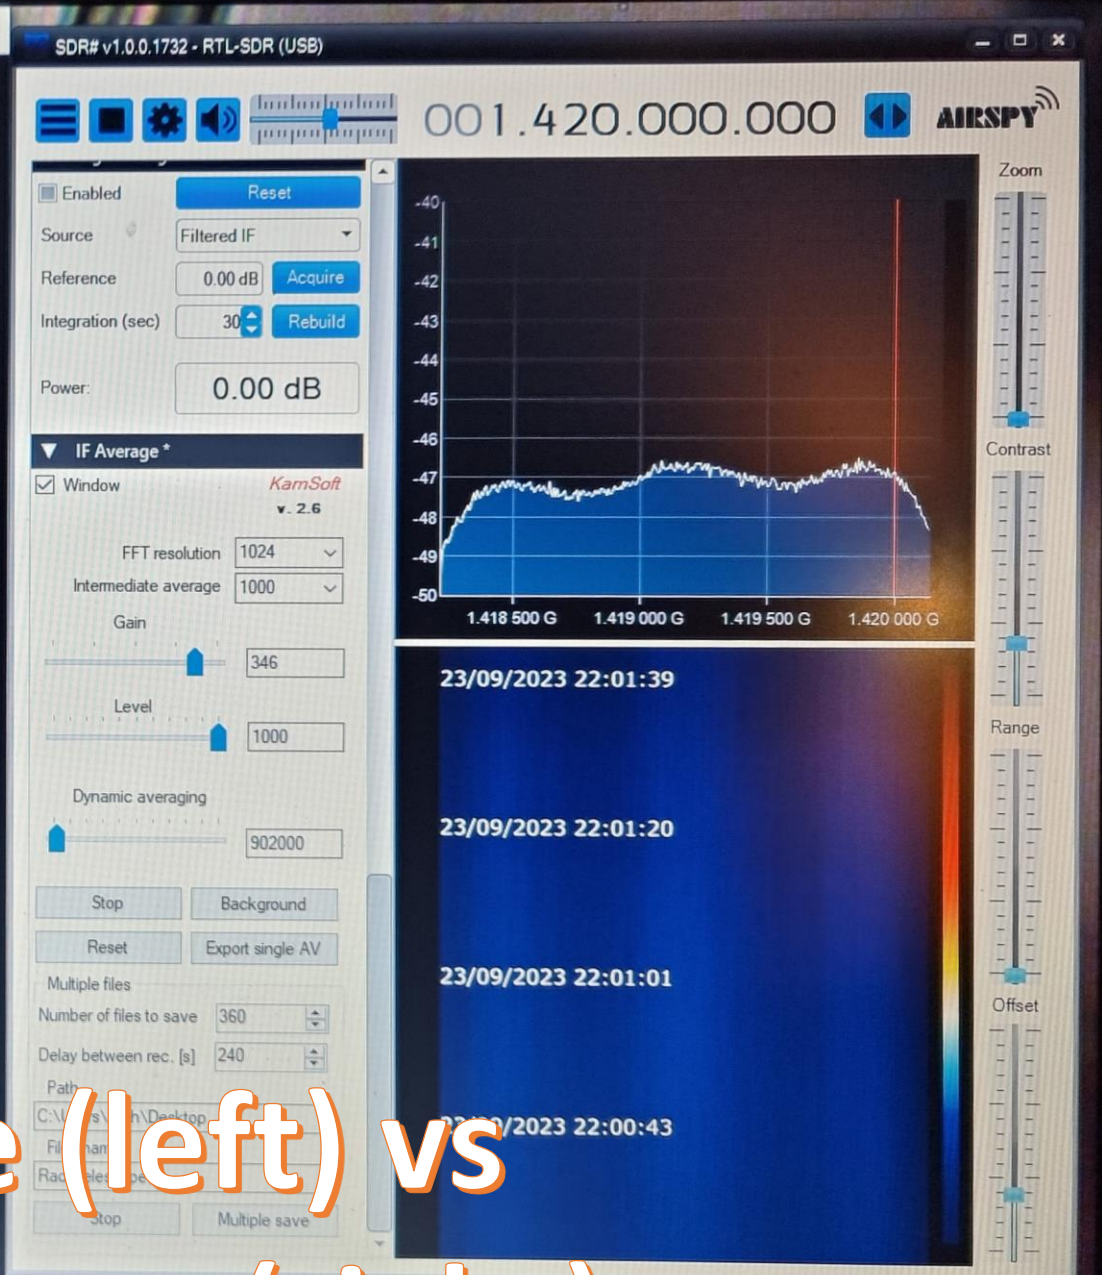 SDR# v1.0.0.1732 - RTL-SDR (USB)
001.420.000.000
AIRSPY
Enabled
Reset
Source
Filtered IF
Reference
0.00 dB
Acquire
Integration (sec)
30
Rebuild
Power:
0.00 dB
IF Average *
Window
KarnSoft
v. 2.6
FFT resolution
1024
Intermediate average
1000
Gain
346
Level
1000
Dynamic averaging
902000
Stop
Background
Reset
Export single AV
Multiple files
Number of files to save
360
Delay between rec. [s]
240
Path
Stop
Multiple save
-40
-41
-42
-43
-44
-45
-46
-47
-48
-49
-50
1.418 500 G
1.419 000 G
1.419 500 G
1.420 000 G
23/09/2023 22:01:39
23/09/2023 22:01:20
23/09/2023 22:01:01
/2023 22:00:43
Zoom
Contrast
Range
Offset
e (left) vs